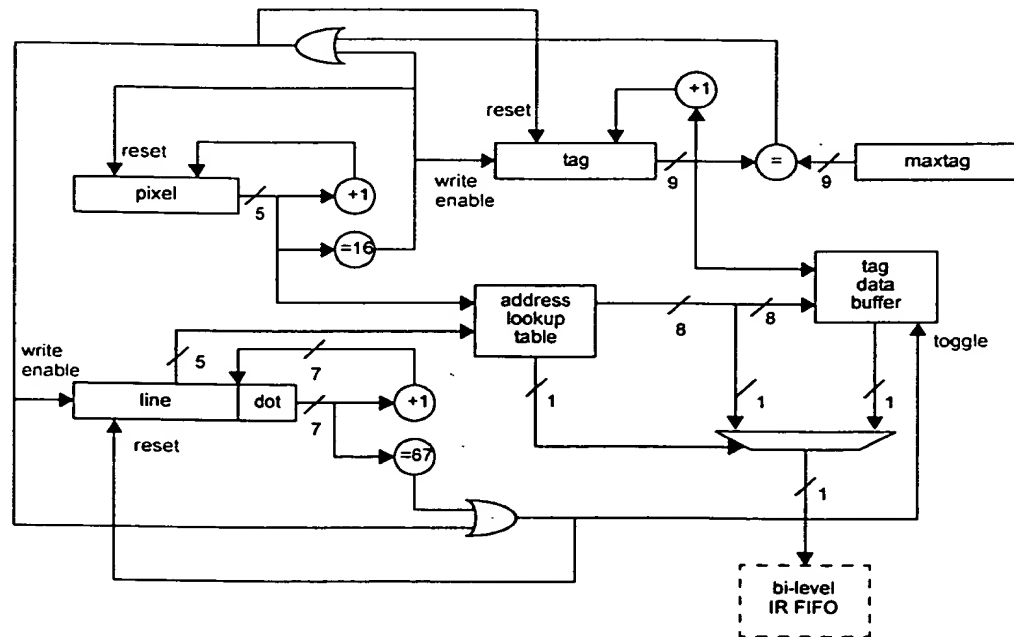 reset
+1
reset
tag
=
maxtag
9
9
write
enable
pixel
+1
5
=16
tag
data
buffer
address
lookup
table
8
8
toggle
write
enable
5
7
line
dot
+1
7
1
1
1
reset
=67
1
bi-level
IR FIFO